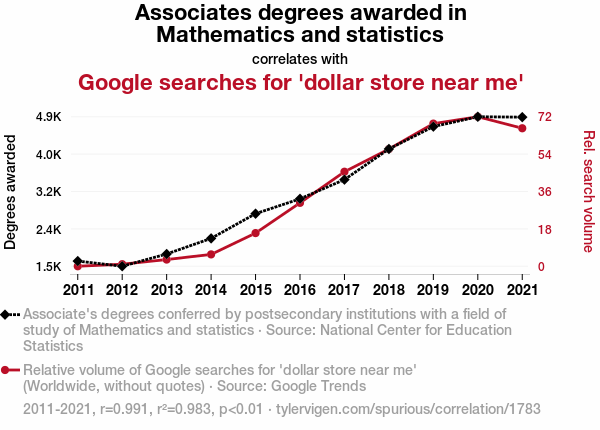 Associates degrees awarded in
Mathematics and statistics
correlates with
Google searches for 'dollar store near me'
4.9K
4.0K
3.2K
2.4K
1.5K
Degrees awarded
72
54
36
18
0
Rel. search volume
2011 2012 2013 2014 2015 2016 2017 2018 2019 2020 2021
Associate's degrees conferred by postsecondary institutions with a field of
study of Mathematics and statistics · Source: National Center for Education
Statistics
Relative volume of Google searches for 'dollar store near me'
(Worldwide, without quotes) · Source: Google Trends
2011-2021, r=0.991, r²=0.983, p<0.01 · tylervigen.com/spurious/correlation/1783